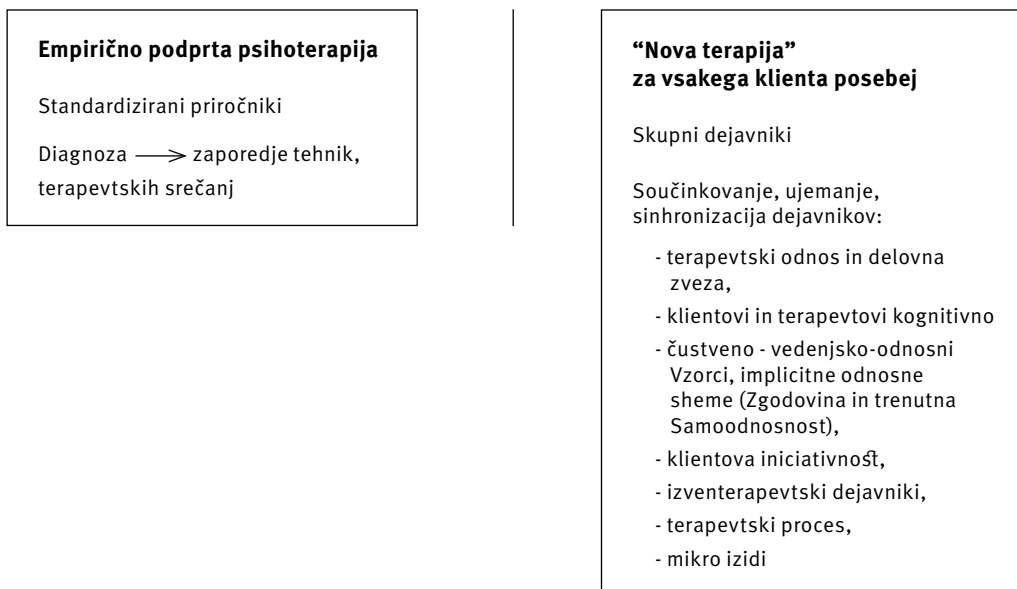 Empirično podprta psihoterapija
Standardizirani priročniki
Diagnoza → zaporedje tehnik,
terapevtskih srečanj
“Nova terapija”
za vsakega klienta posebej
Skupni dejavniki
Součinkovanje, ujemanje,
sinhronizacija dejavnikov:
- terapevtski odnos in delovna
zveza,
- klientovi in terapevtovi kognitivno
- čustveno - vedenjsko-odnosni
Vzorci, implicitne odnosne
sheme (Zgodovina in trenutna
Samoodnosnost),
- klientova iniciativnost,
- izventerapevtski dejavniki,
- terapevtski proces,
- mikro izidi